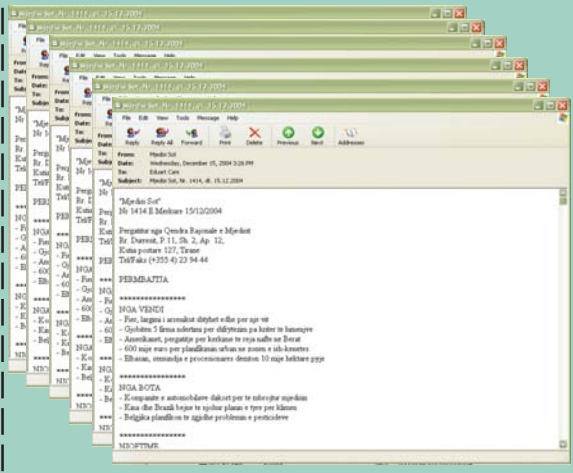 Mjedisi Sot, Nr. 1414, dt. 15.12.2004
File Edit View Tools Message Help
Reply Reply All Forward Print Delete Previous Next Addresses
From: Mjedisi Sot
Date: Wednesday, December 15, 2004 3:26 PM
To: Eduart Cani
Subject: Mjedisi Sot, Nr. 1414, dt. 15.12.2004
"Mjedisi Sot"
Nr 1414 E Merkure 15/12/2004
Pergatitur nga Qendra Rajonale e Mjedisit
Rr. Durresit, P.11, Sh. 2, Ap. 12,
Kutia postare 127, Tirane
Tel/Faks (+355 4) 23 94 44
PERMBAJTJA
****************
NGA VENDI
- Fier, largimi i arsenikut shtyhet edhe per nje vit
- Gjobiten 5 firma ndertimi per shfrytezim pa kriter te lumenjve
- Amerikanet, pergatitje per kerkime te reja nafte ne Berat
- 600 mije euro per planifikimin urban ne zonen e ish-kenetes
- Elbasan, semundja e procesionares demton 10 mije hektare pyje
****************
NGA BOTA
- Kompanite e automobilave dakort per te mbrojtur mjedisin
- Kina dhe Brazili bejne te njohur planin e tyre per klimen
- Belgjika planifikon te zgjidhe problemin e pesticideve
****************
NJOFTIME